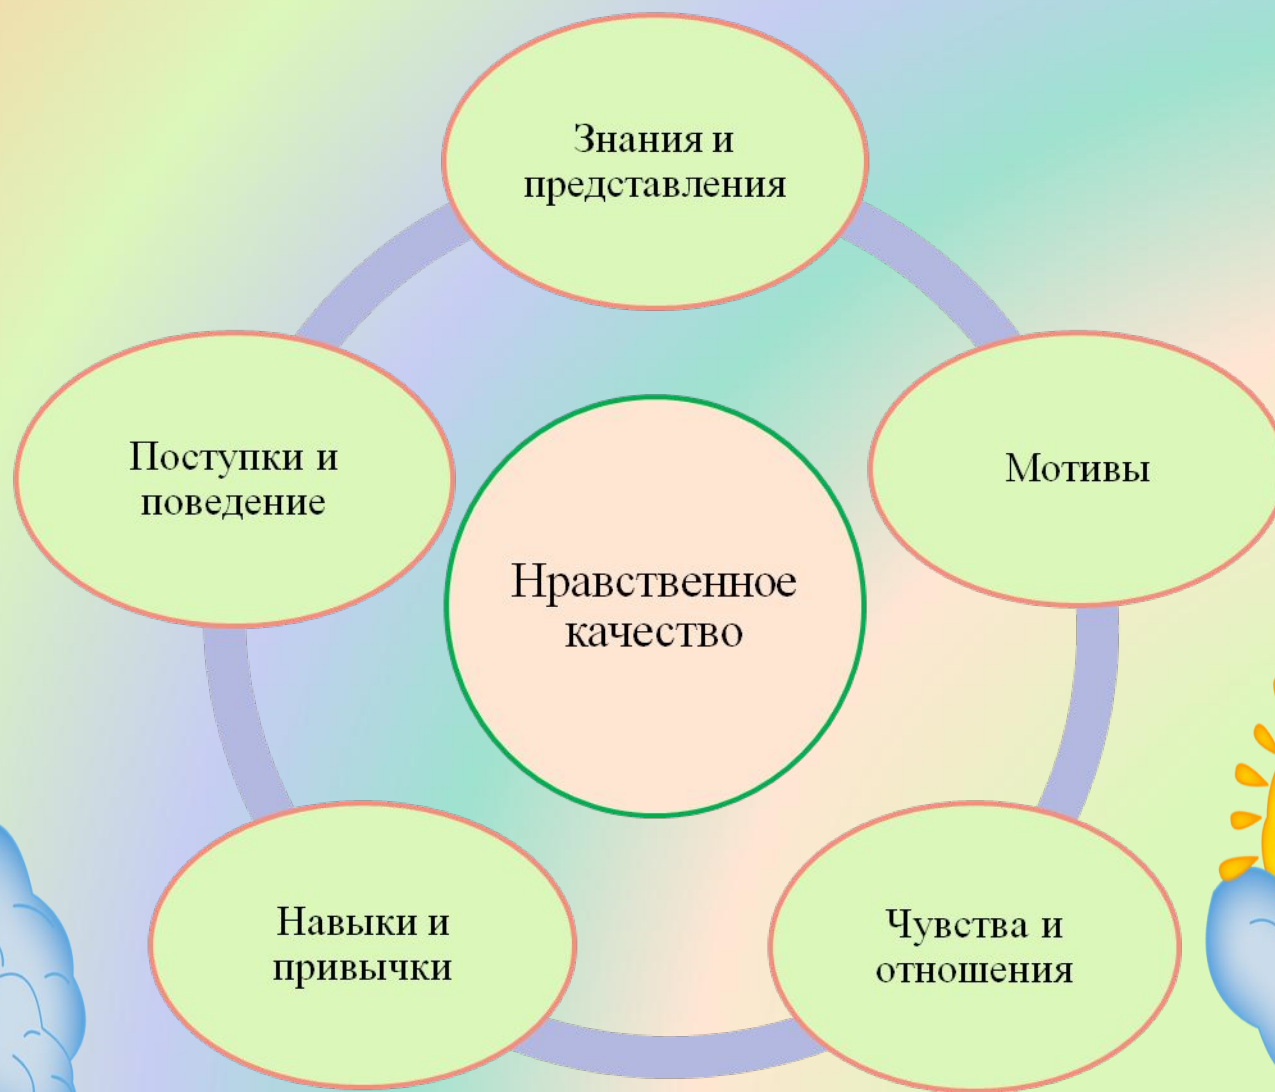 Знания и
представления
Мотивы
Чувства и
отношения
Навыки и
привычки
Поступки и
поведение
Нравственное
качество